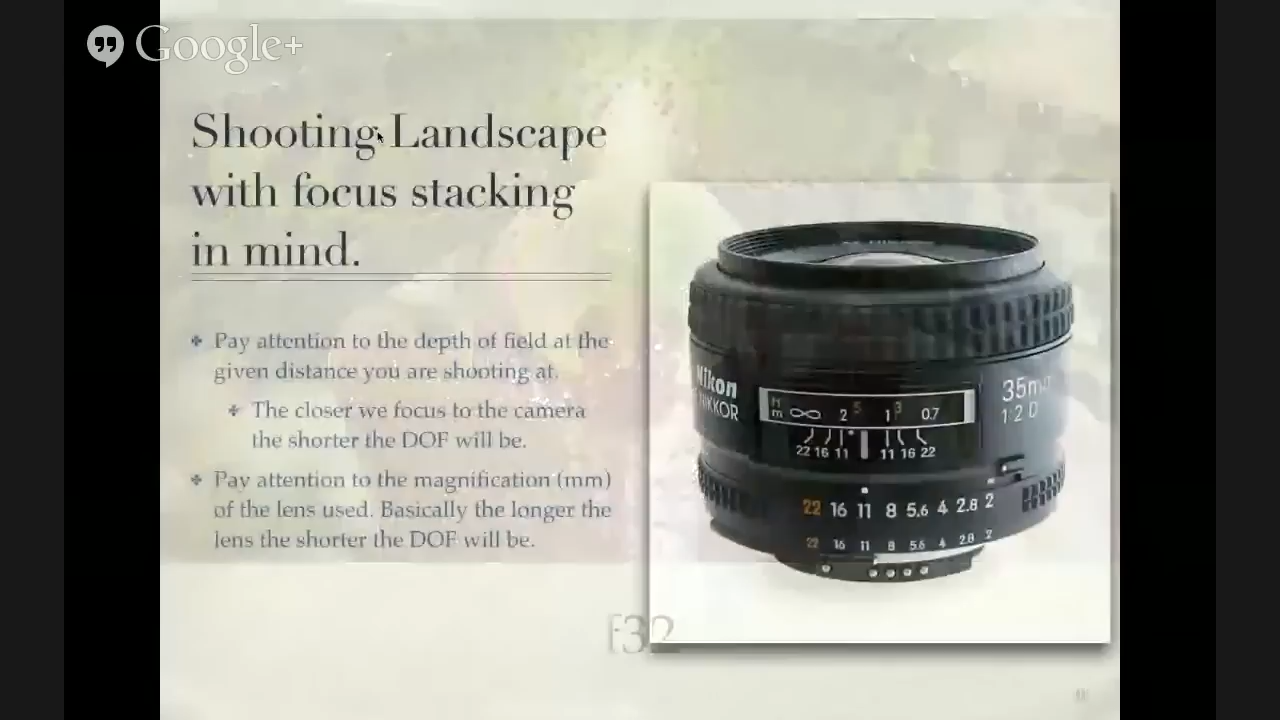 Google+
Shooting Landscape
with focus stacking
in mind.
Pay attention to the depth of field at the
given distance you are shooting at.
The closer we focus to the camera
the shorter the DOF will be.
Pay attention to the magnification (mm)
of the lens used. Basically the longer the
lens the shorter the DOF will be.
Nikon
NIKKOR
35mm
1:2 D
∞ 2 5 1 3 0.7
m
22 16 11 11 16 22
22 16 11 8 5.6 4 2.8 2
22 16 11 8 5.6 4 2.8 2
f32